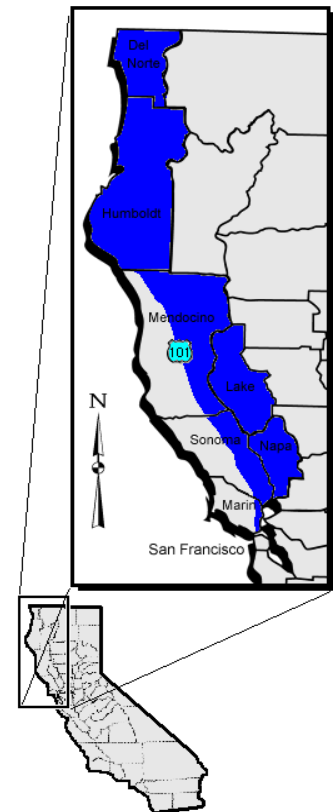 Del
Norte
Humboldt
Mendocino
101
Lake
N
Sonoma
Napa
Marin
San Francisco